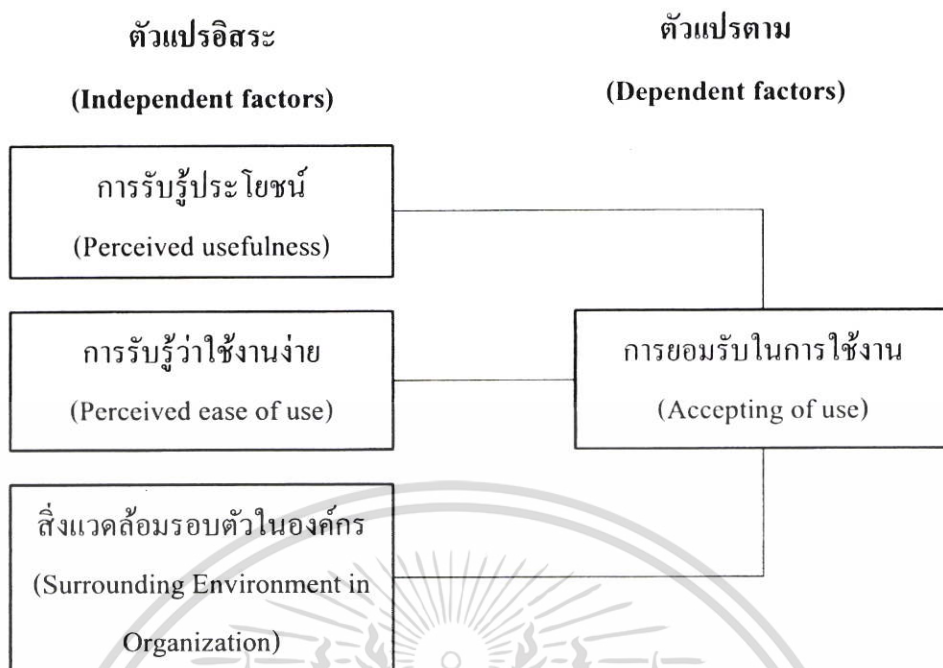 ตัวแปรอิสระ
(Independent factors)
ตัวแปรตาม
(Dependent factors)
การรับรู้ประโยชน์
(Perceived usefulness)
การรับรู้ว่าใช้งานง่าย
(Perceived ease of use)
สิ่งแวดล้อมรอบตัวในองค์กร
(Surrounding Environment in
Organization)
การยอมรับในการใช้งาน
(Accepting of use)